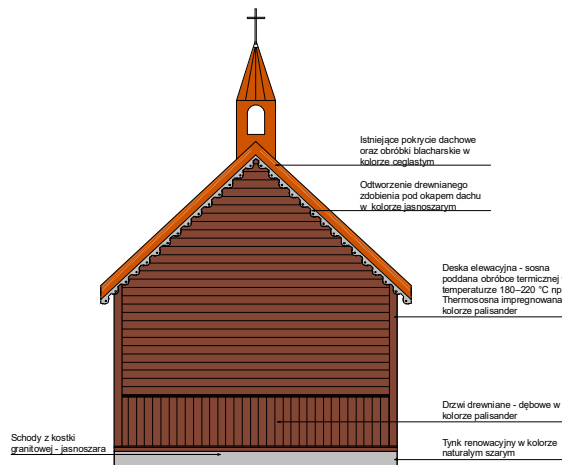 Istniejące pokrycie dachowe
oraz obróbki blacharskie w
kolorze ceglastym
Odtworzenie drewnianego
zdobienia pod okapem dachu
w kolorze jasnoszarym
Deska elewacyjna - sosna
poddana obróbce termicznej
temperaturze 180–220 °C np
Thermososna impregnowana
kolorze palisander
Drzwi drewniane - dębowe w
kolorze palisander
Schody z kostki
granitowej - jasnoszara
Tynk renowacyjny w kolorze
naturalym szarym